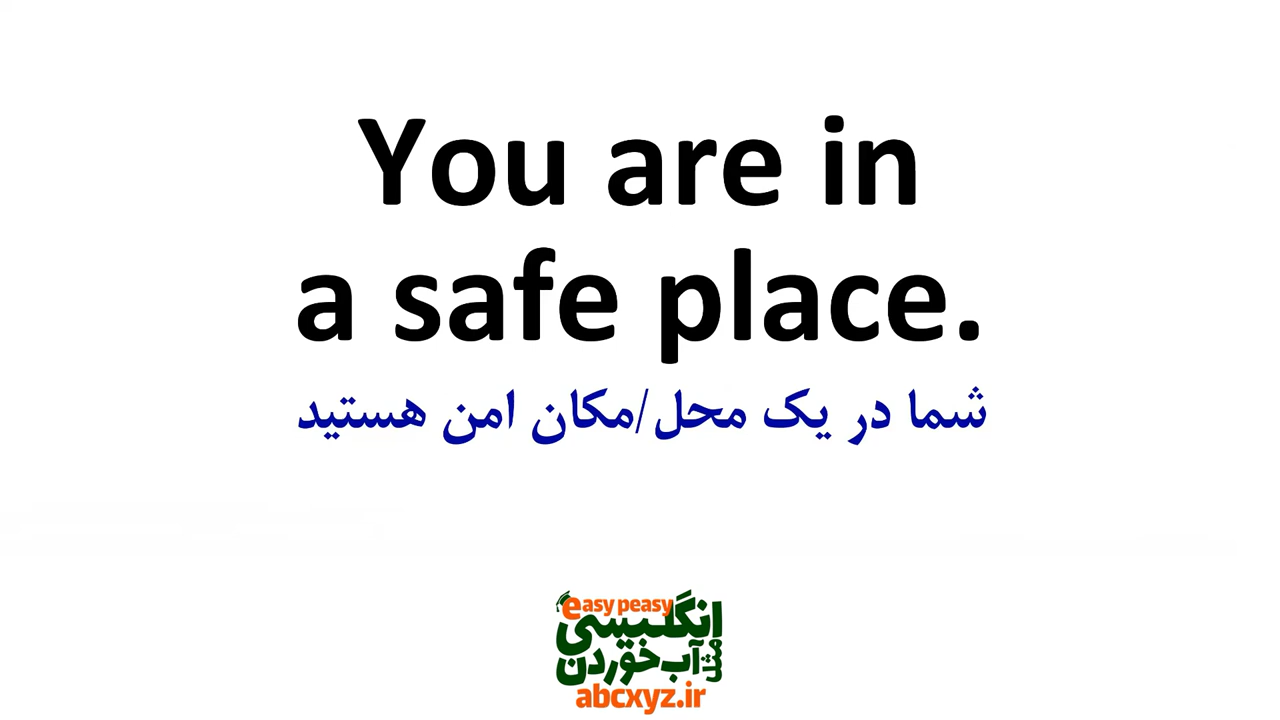 You are in
a safe place.
شما در یک محل/مکان امن هستید
easy peasy
انگلیسی
مثل آب خوردن
abcxyz.ir